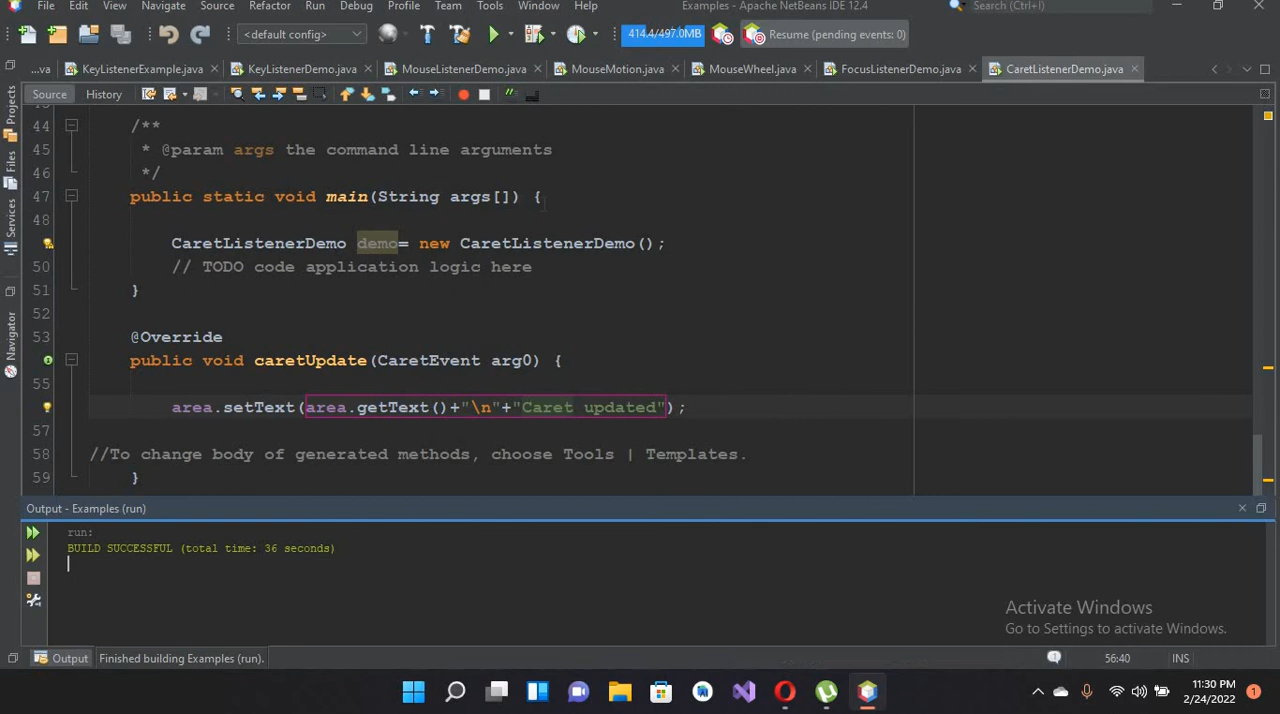 File Edit View Navigate Source Refactor Run Debug Profile Team Tools Window Help Examples - Apache NetBeans IDE 12.4 Search (Ctrl+I)
<default config> 414.4/497.0MB Resume (pending events: 0)
...va KeyListenerExample.java KeyListenerDemo.java MouseListenerDemo.java MouseMotion.java MouseWheel.java FocusListenerDemo.java CaretListenerDemo.java
Source History
Projects
Files
Services
Navigator
44 /**
45 * @param args the command line arguments
46 */
47 public static void main(String args[]) {
48
CaretListenerDemo demo= new CaretListenerDemo();
50 // TODO code application logic here
51 }
52
53 @Override
public void caretUpdate(CaretEvent arg0) {
55
area.setText(area.getText()+"\n"+"Caret updated");
57
58 //To change body of generated methods, choose Tools | Templates.
59 }
Output - Examples (run)
run:
BUILD SUCCESSFUL (total time: 36 seconds)
Activate Windows
Go to Settings to activate Windows.
Output Finished building Examples (run). 56:40 INS
11:30 PM
2/24/2022
1